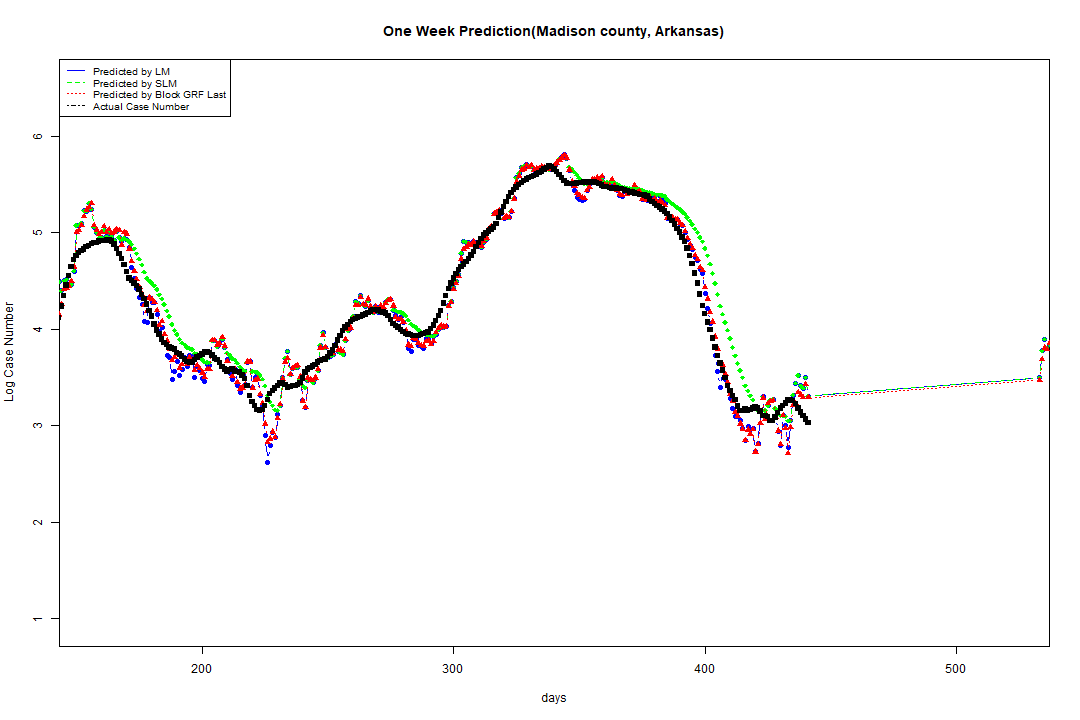 One Week Prediction(Madison county, Arkansas)
Predicted by LM
Predicted by SLM
Predicted by Block GRF Last
Actual Case Number
Log Case Number
6
5
4
3
2
1
200 300 400 500
days